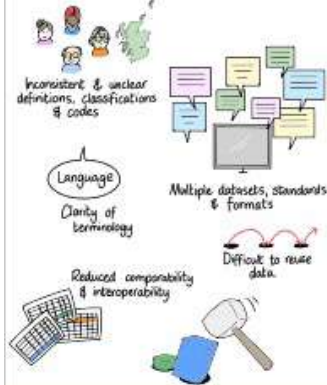 Inconsistent & unclear
definitions, classifications
& codes
Multiple datasets, standards
& formats
Language
Clarity of
terminology
Difficult to reuse
data
Reduced comparability
& interoperability